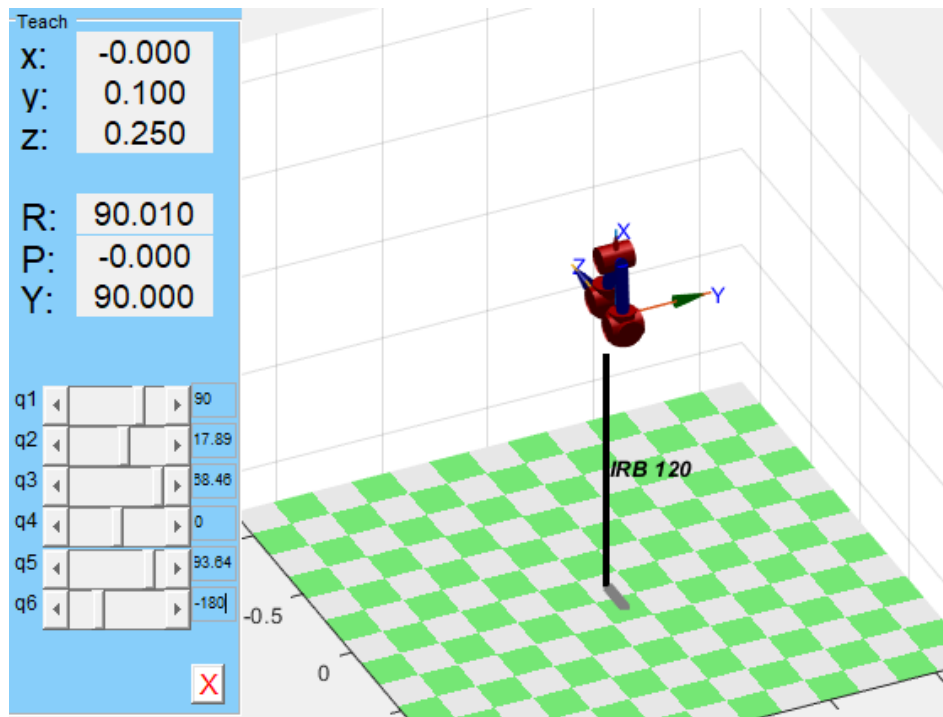 Teach
x: -0.000
y: 0.100
z: 0.250
R: 90.010
P: -0.000
Y: 90.000
q1 90
q2 17.89
q3 58.46
q4 0
q5 93.64
q6 -180
X
X
Z
Y
IRB 120
-0.5
0